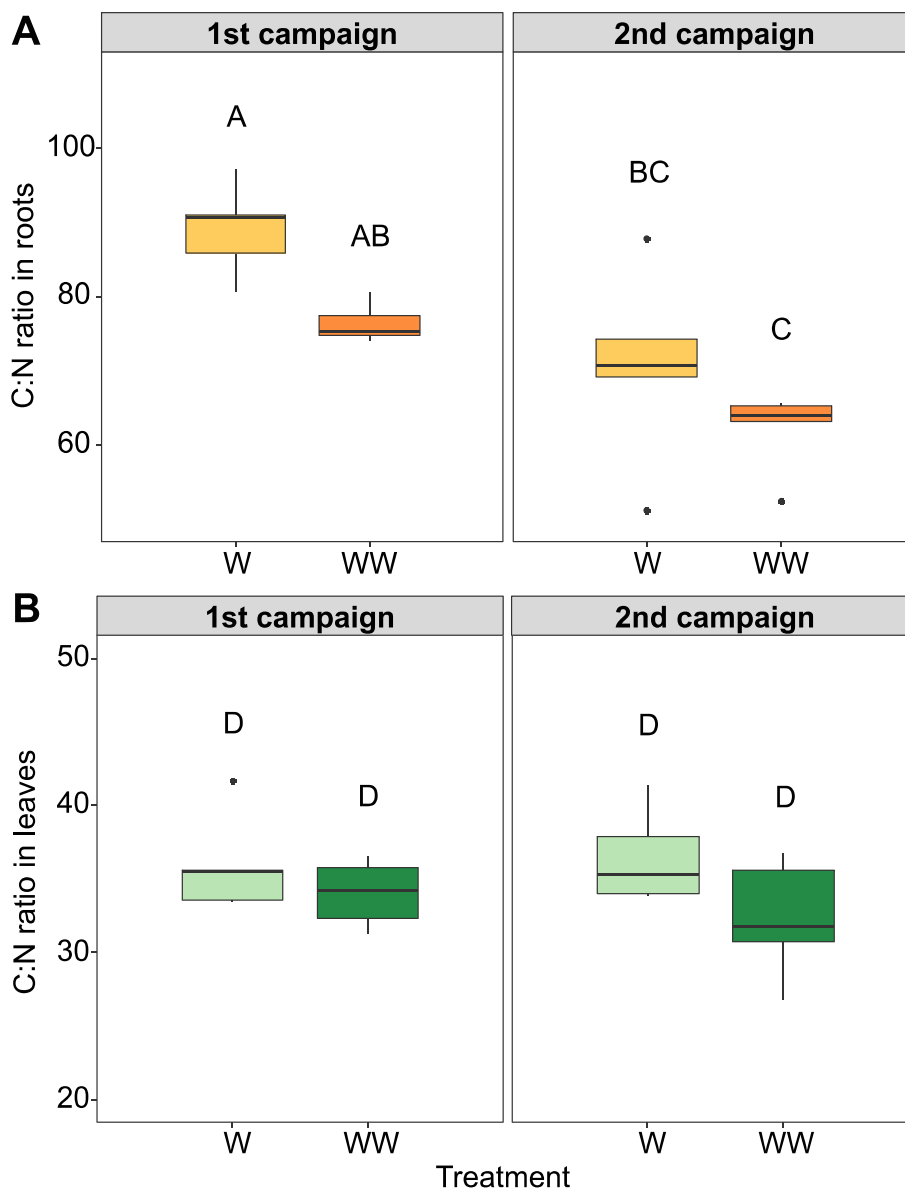 A
1st campaign
2nd campaign
C:N ratio in roots
100
80
60
A
AB
BC
C
W
WW
W
WW
B
1st campaign
2nd campaign
C:N ratio in leaves
50
40
30
20
D
D
D
D
W
WW
W
WW
Treatment